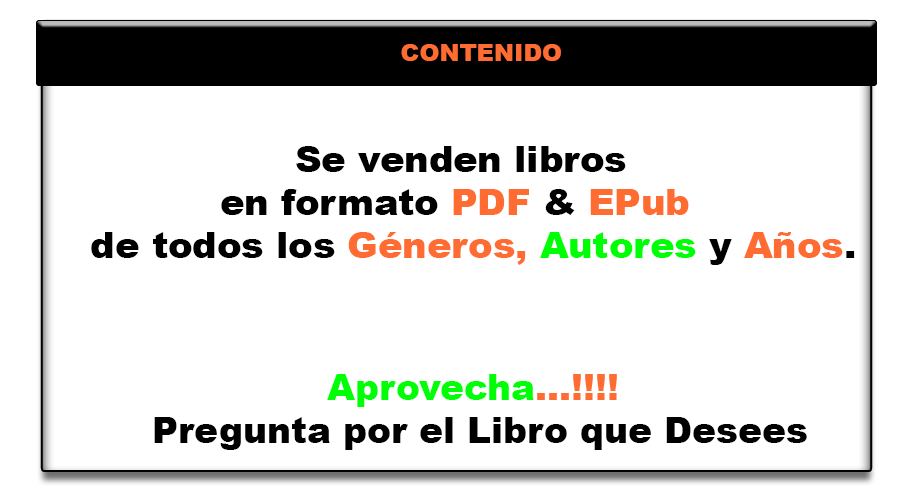 CONTENIDO
Se venden libros
en formato PDF & EPub
de todos los Géneros, Autores y Años.
Aprovecha...!!!!
Pregunta por el Libro que Desees